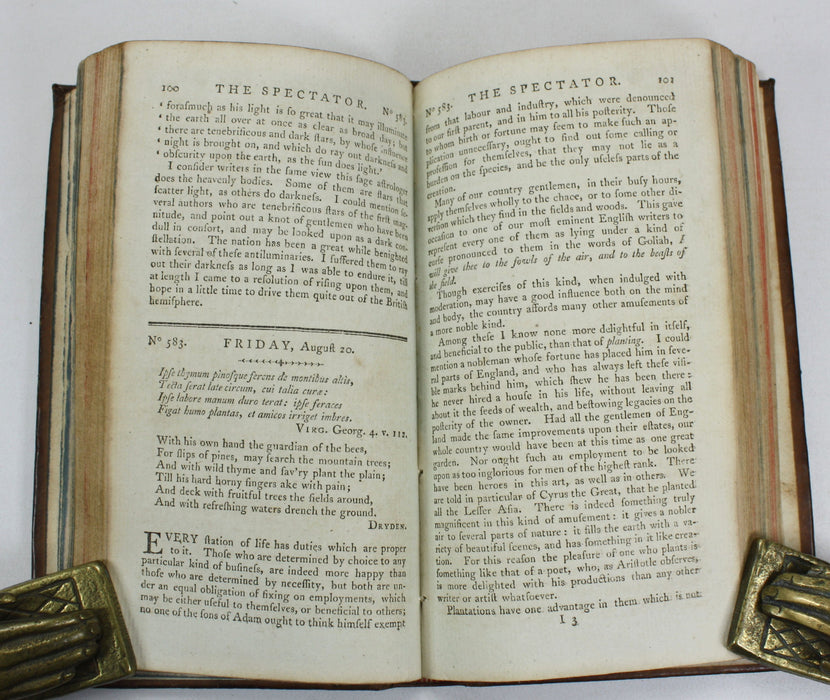 100 THE SPECTATOR. Nº 583.
‘ foraſmuch as his light is ſo great that it may illuminate
‘ the earth all over at once as clear as broad day; but
‘ there are tenebrificous and dark ſtars, by whoſe influence
‘ night is brought on, and which do ray out darkneſs and
‘ obſcurity upon the earth, as the ſun does light.’
I conſider writers in the ſame view this ſage aſtrologer
does the heavenly bodies. Some of them are ſtars that
ſcatter light, as others do darkneſs. I could mention ſe-
veral authors who are tenebrificous ſtars of the firſt mag-
nitude, and point out a knot of gentlemen who have been
dull in conſort, and may be looked upon as a dark con-
ſtellation. The nation has been a great while benighted
with ſeveral of theſe antiluminaries. I ſuffered them to ray
out their darkneſs as long as I was able to endure it, till
at length I came to a reſolution of riſing upon them, and
hope in a little time to drive them quite out of the Britiſh
hemiſphere.
Nº 583. FRIDAY, Auguſt 20.
Ipſe thymum pinoſque ferens de montibus altis,
Tecta ſerat late circum, cui talia curæ:
Ipſe labore manum duro terat: ipſe feraces
Figat humo plantas, et amicos irriget imbres.
VIRG. Georg. 4. v. 112.
With his own hand the guardian of the bees,
For ſlips of pines, may ſearch the mountain trees;
And with wild thyme and ſav'ry plant the plain;
Till his hard horny fingers ake with pain;
And deck with fruitful trees the fields around,
And with refreſhing waters drench the ground.
DRYDEN.
EVERY ſtation of life has duties which are proper
to it. Thoſe who are determined by choice to any
particular kind of buſineſs, are indeed more happy than
thoſe who are determined by neceſſity, but both are un-
der an equal obligation of fixing on employments, which
may be either uſeful to themſelves, or beneficial to others;
no one of the ſons of Adam ought to think himſelf exempt
Nº 583. THE SPECTATOR. 101
from that labour and induſtry, which were denounced
to our firſt parent, and in him to all his poſterity. Thoſe
to whom birth or fortune may ſeem to make ſuch an ap-
plication unneceſſary, ought to find out ſome calling or
profeſſion for themſelves, that they may not lie as a
burden on the ſpecies, and be the only uſeleſs parts of the
creation.
Many of our country gentlemen, in their buſy hours,
apply themſelves wholly to the chace, or to ſome other di-
verſion which they find in the fields and woods. This gave
occaſion to one of our moſt eminent Engliſh writers to
repreſent every one of them as lying under a kind of
curſe pronounced to them in the words of Goliah, I
will give thee to the fowls of the air, and to the beaſts of
the field.
Though exerciſes of this kind, when indulged with
moderation, may have a good influence both on the mind
and body, the country affords many other amuſements of
a more noble kind.
Among theſe I know none more delightful in itſelf,
and beneficial to the public, than that of planting. I could
mention a nobleman whoſe fortune has placed him in ſeve-
ral parts of England, and who has always left theſe viſi-
ble marks behind him, which ſhew he has been there:
he never hired a houſe in his life, without leaving all
about it the ſeeds of wealth, and beſtowing legacies on the
poſterity of the owner. Had all the gentlemen of Eng-
land made the ſame improvements upon their eſtates, our
whole country would have been at this time as one great
garden. Nor ought ſuch an employment to be looked
upon as too inglorious for men of the higheſt rank. There
have been heroes in this art, as well as in others. We
are told in particular of Cyrus the Great, that he planted
all the Leſſer Aſia. There is indeed ſomething truly
magnificent in this kind of amuſement: it gives a nobler
air to ſeveral parts of nature: it fills the earth with a va-
riety of beautiful ſcenes, and has ſomething in it like crea-
tion. For this reaſon the pleaſure of one who plants is
ſomething like that of a poet, who, as Ariſtotle obſerves,
is more delighted with his productions than any other
writer or artiſt whatſoever.
Plantations have one advantage in them which is not
I 3